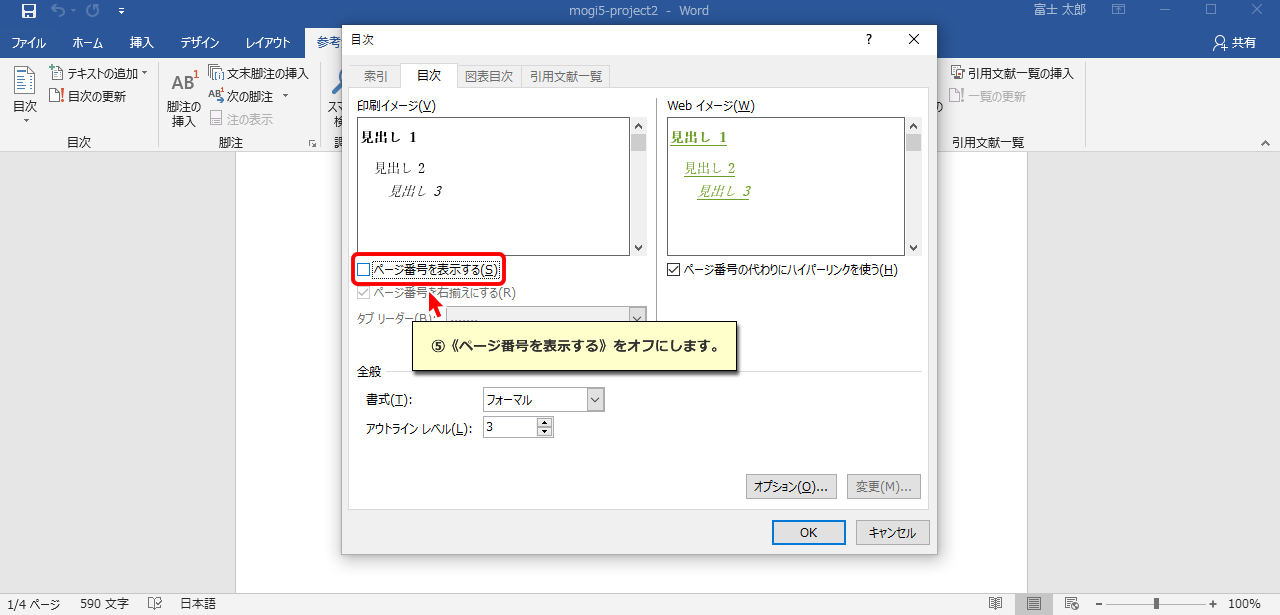 mogi5-project2 - Word
富士 太郎
ファイル
ホーム
挿入
デザイン
レイアウト
参考
共有
目次
テキストの追加
目次の更新
目次
AB1
脚注の
挿入
文末脚注の挿入
次の脚注
注の表示
脚注
スマ
検
調
引用文献一覧の挿入
一覧の更新
の
引用文献一覧
目次
?
索引
目次
図表目次
引用文献一覧
印刷イメージ(V)
見出し 1
見出し 2
見出し 3
Web イメージ(W)
見出し 1
見出し 2
見出し 3
ページ番号を表示する(S)
ページ番号を右揃えにする(R)
タブ リーダー(B):
.......
ページ番号の代わりにハイパーリンクを使う(H)
⑤《ページ番号を表示する》をオフにします。
全般
書式(T):
フォーマル
アウトライン レベル(L):
3
オプション(O)...
変更(M)...
OK
キャンセル
1/4 ページ
590 文字
日本語
100%